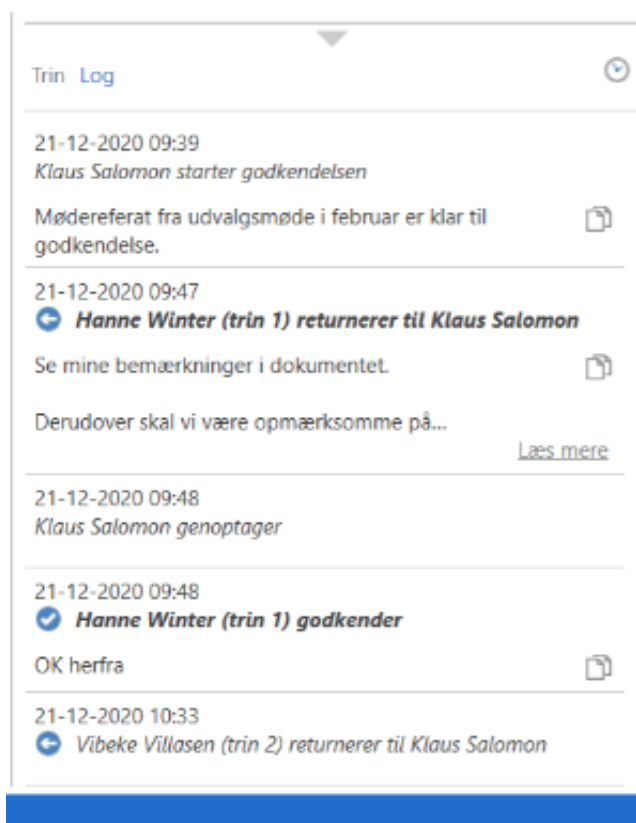 Trin Log
21-12-2020 09:39
Klaus Salomon starter godkendelsen
Mødereferat fra udvalgsmøde i februar er klar til
godkendelse.
21-12-2020 09:47
Hanne Winter (trin 1) returnerer til Klaus Salomon
Se mine bemærkninger i dokumentet.
Derudover skal vi være opmærksomme på...
Læs mere
21-12-2020 09:48
Klaus Salomon genoptager
21-12-2020 09:48
Hanne Winter (trin 1) godkender
OK herfra
21-12-2020 10:33
Vibeke Villasen (trin 2) returnerer til Klaus Salomon